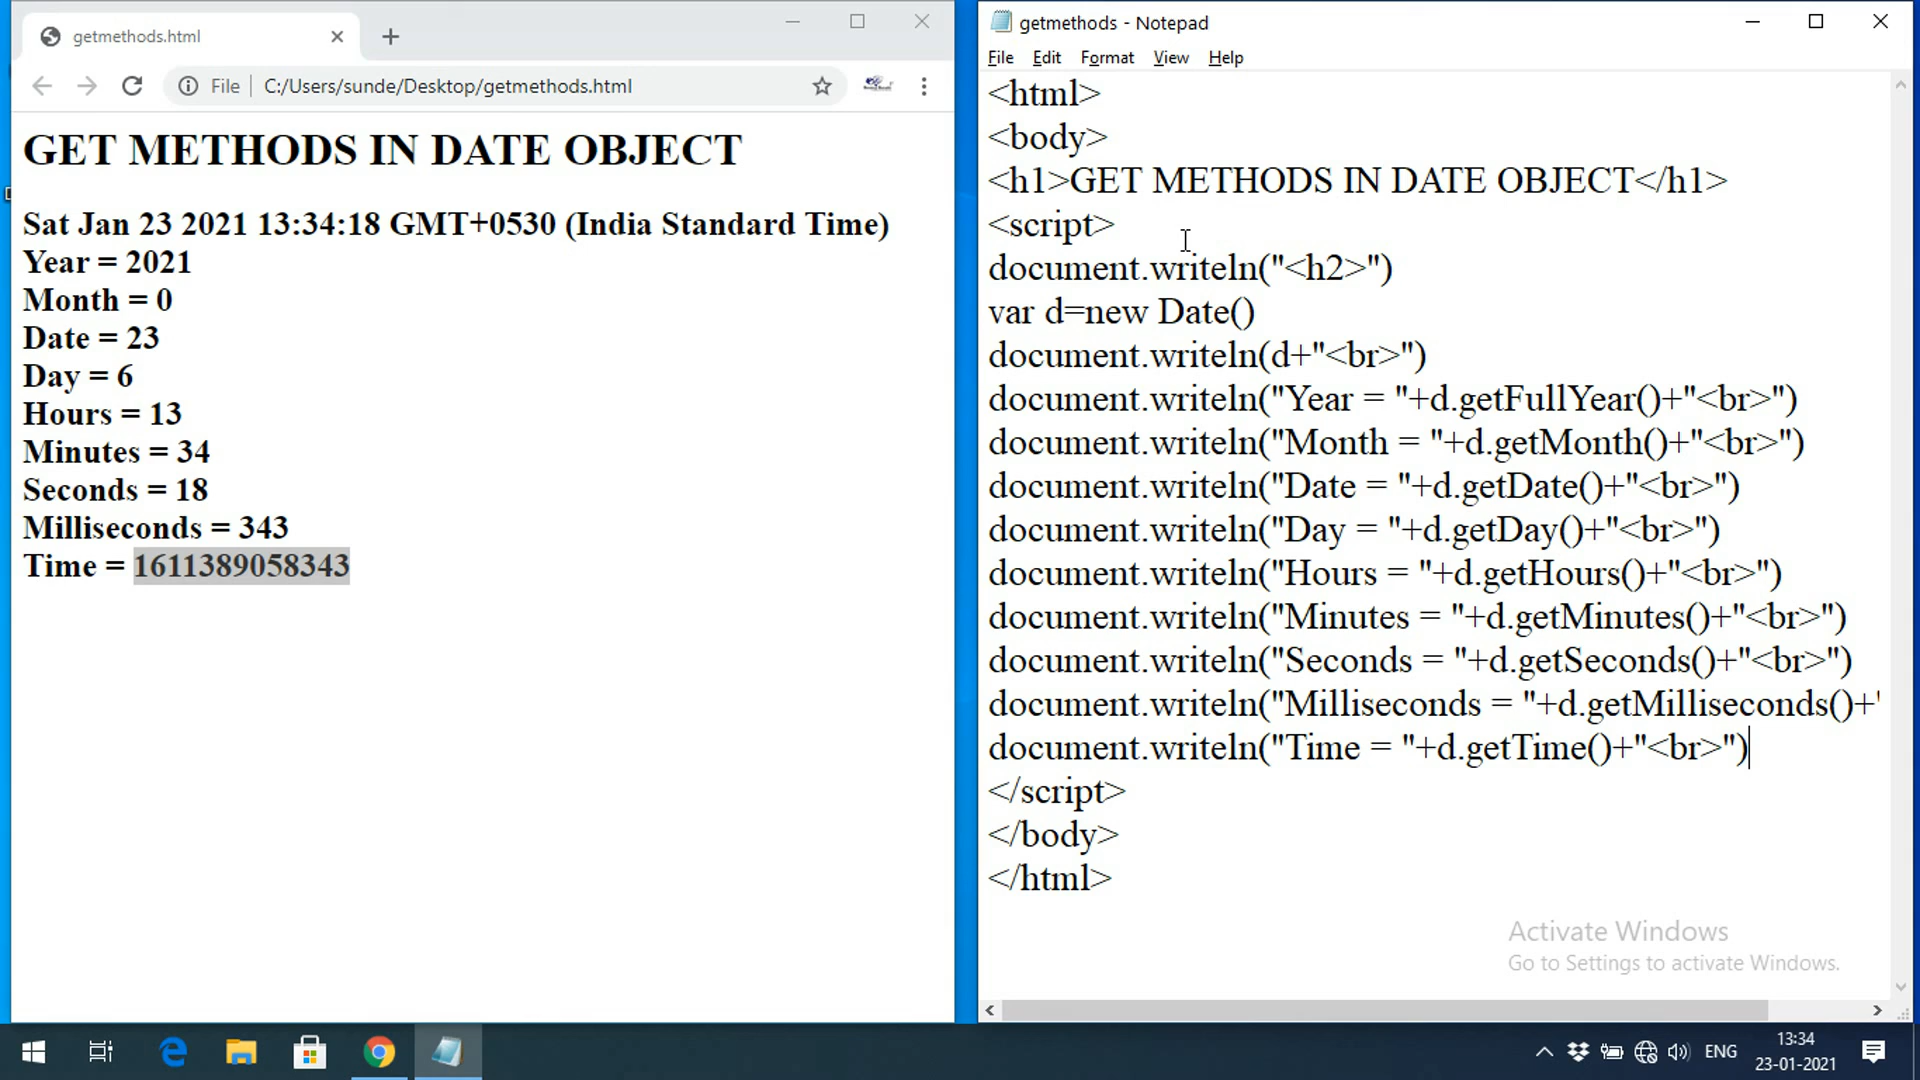 getmethods.html
File
C:/Users/sunde/Desktop/getmethods.html
GET METHODS IN DATE OBJECT
Sat Jan 23 2021 13:34:18 GMT+0530 (India Standard Time)
Year = 2021
Month = 0
Date = 23
Day = 6
Hours = 13
Minutes = 34
Seconds = 18
Milliseconds = 343
Time = 1611389058343
getmethods - Notepad
File Edit Format View Help
<html>
<body>
<h1>GET METHODS IN DATE OBJECT</h1>
<script>
document.writeln("<h2>")
var d=new Date()
document.writeln(d+"<br>")
document.writeln("Year = "+d.getFullYear()+"<br>")
document.writeln("Month = "+d.getMonth()+"<br>")
document.writeln("Date = "+d.getDate()+"<br>")
document.writeln("Day = "+d.getDay()+"<br>")
document.writeln("Hours = "+d.getHours()+"<br>")
document.writeln("Minutes = "+d.getMinutes()+"<br>")
document.writeln("Seconds = "+d.getSeconds()+"<br>")
document.writeln("Milliseconds = "+d.getMilliseconds()+"
document.writeln("Time = "+d.getTime()+"<br>")
</script>
</body>
</html>
Activate Windows
Go to Settings to activate Windows.
ENG
13:34
23-01-2021